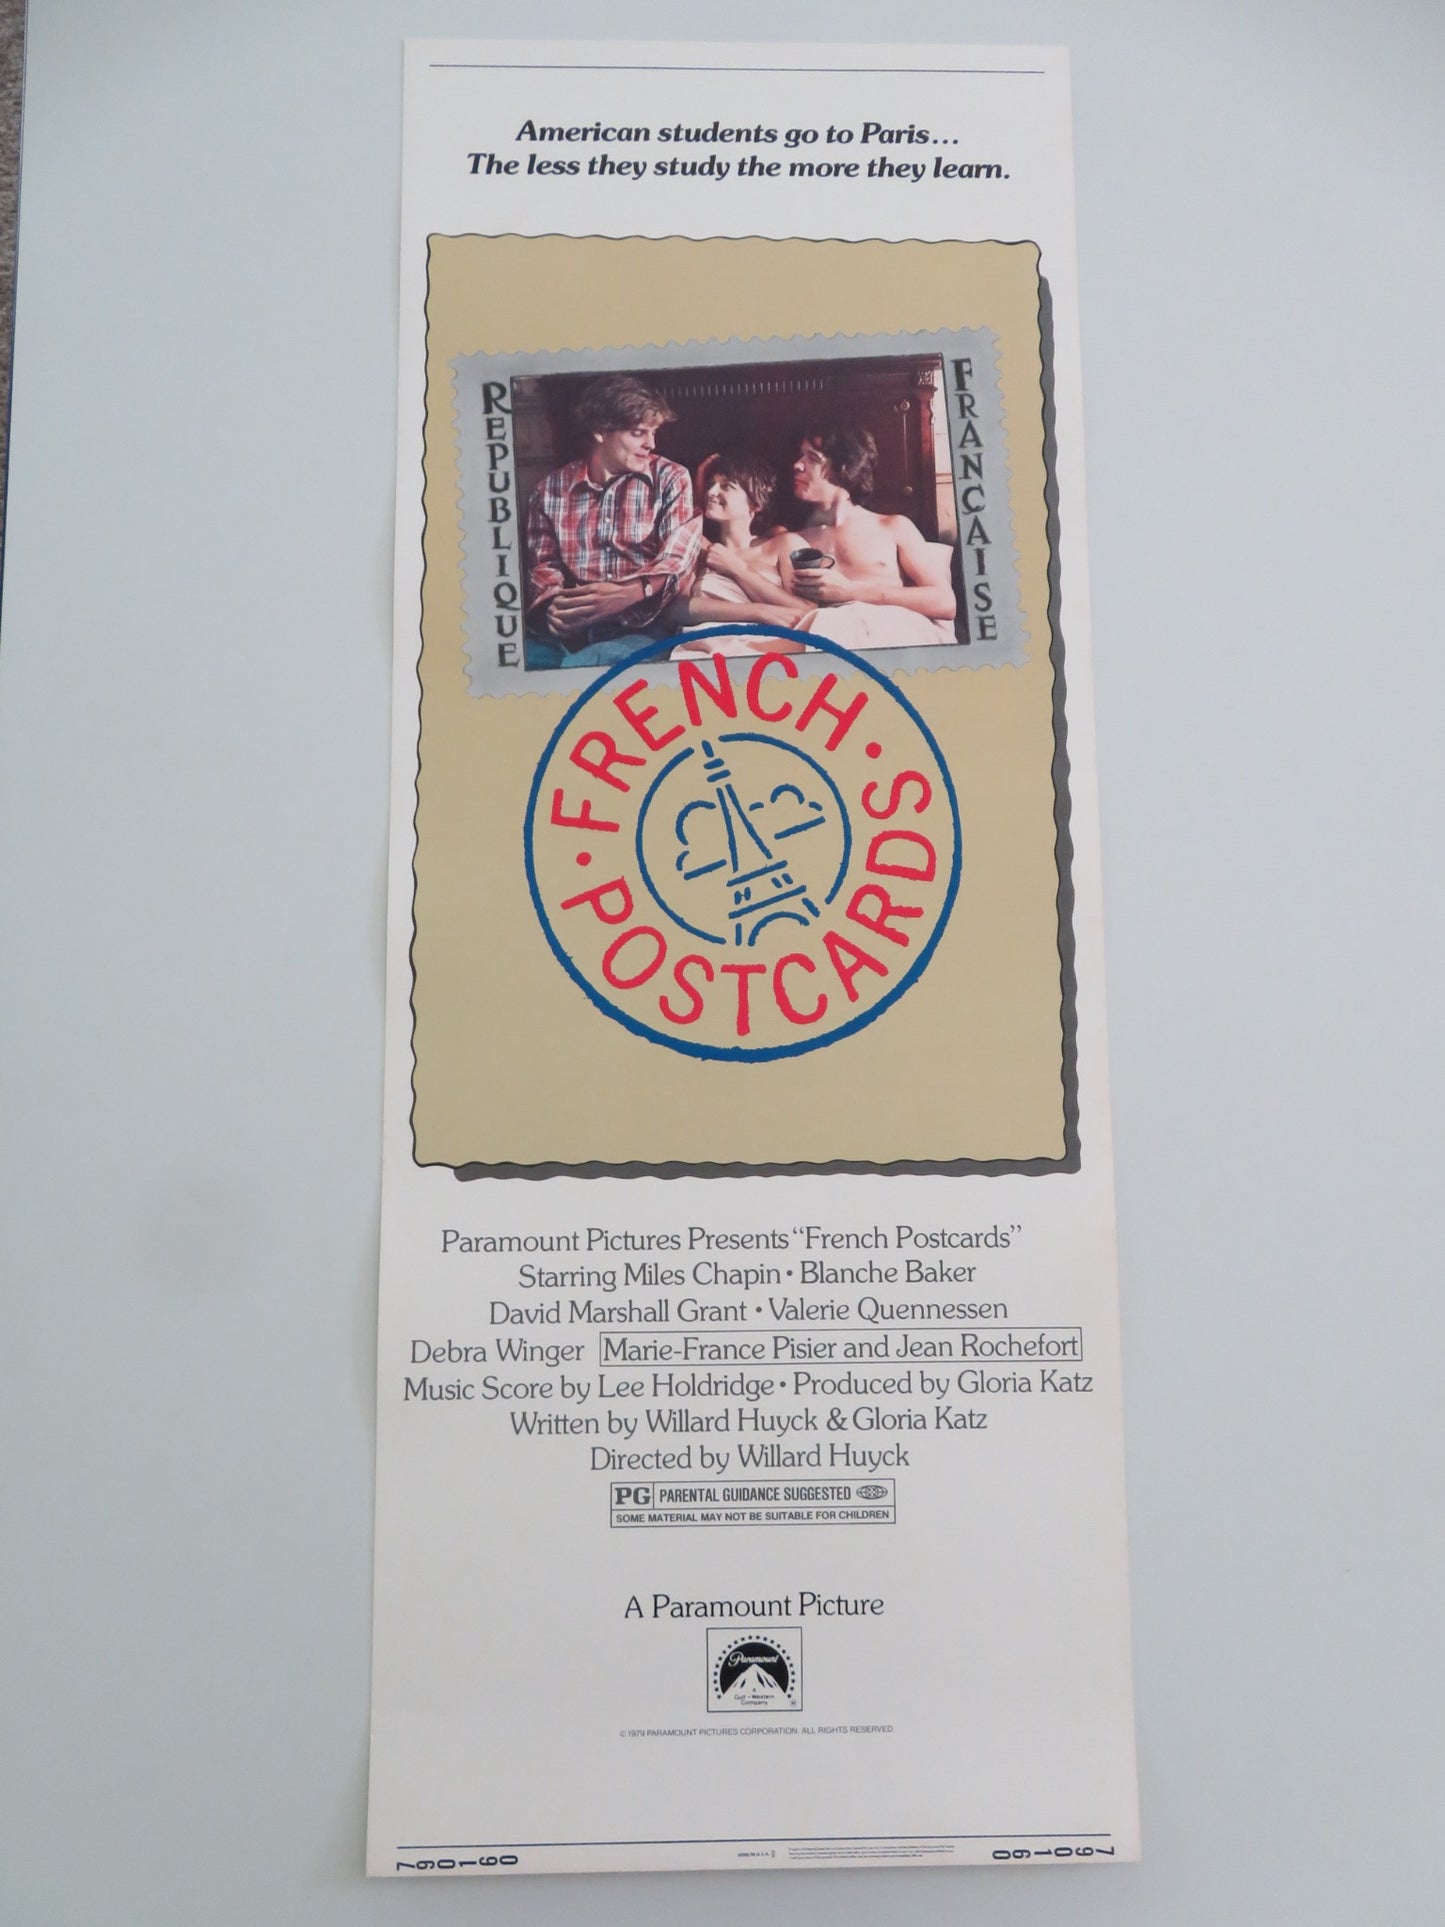 American students go to Paris...
The less they study the more they learn.
REPUBLIQUE
FRANÇAISE
·FRENCH·
POSTCARDS
Paramount Pictures Presents “French Postcards”
Starring Miles Chapin • Blanche Baker
David Marshall Grant • Valerie Quennessen
Debra Winger Marie-France Pisier and Jean Rochefort
Music Score by Lee Holdridge • Produced by Gloria Katz
Written by Willard Huyck & Gloria Katz
Directed by Willard Huyck
PG PARENTAL GUIDANCE SUGGESTED
SOME MATERIAL MAY NOT BE SUITABLE FOR CHILDREN
A Paramount Picture
Paramount
A
Gulf + Western
Company
© 1979 PARAMOUNT PICTURES CORPORATION. ALL RIGHTS RESERVED.
790160
790160